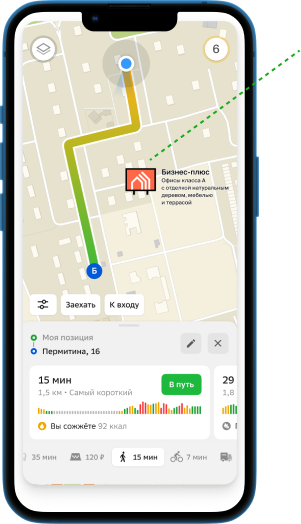 6
Бизнес-плюс
Офисы класса А
с отделкой натуральным
деревом, мебелью
и террасой
Б
Заехать
К входу
Моя позиция
Пермитина, 16
15 мин
1,5 км • Самый короткий
В путь
29
1,8
Вы сожжёте 92 ккал
35 мин
120 ₽
15 мин
7 мин